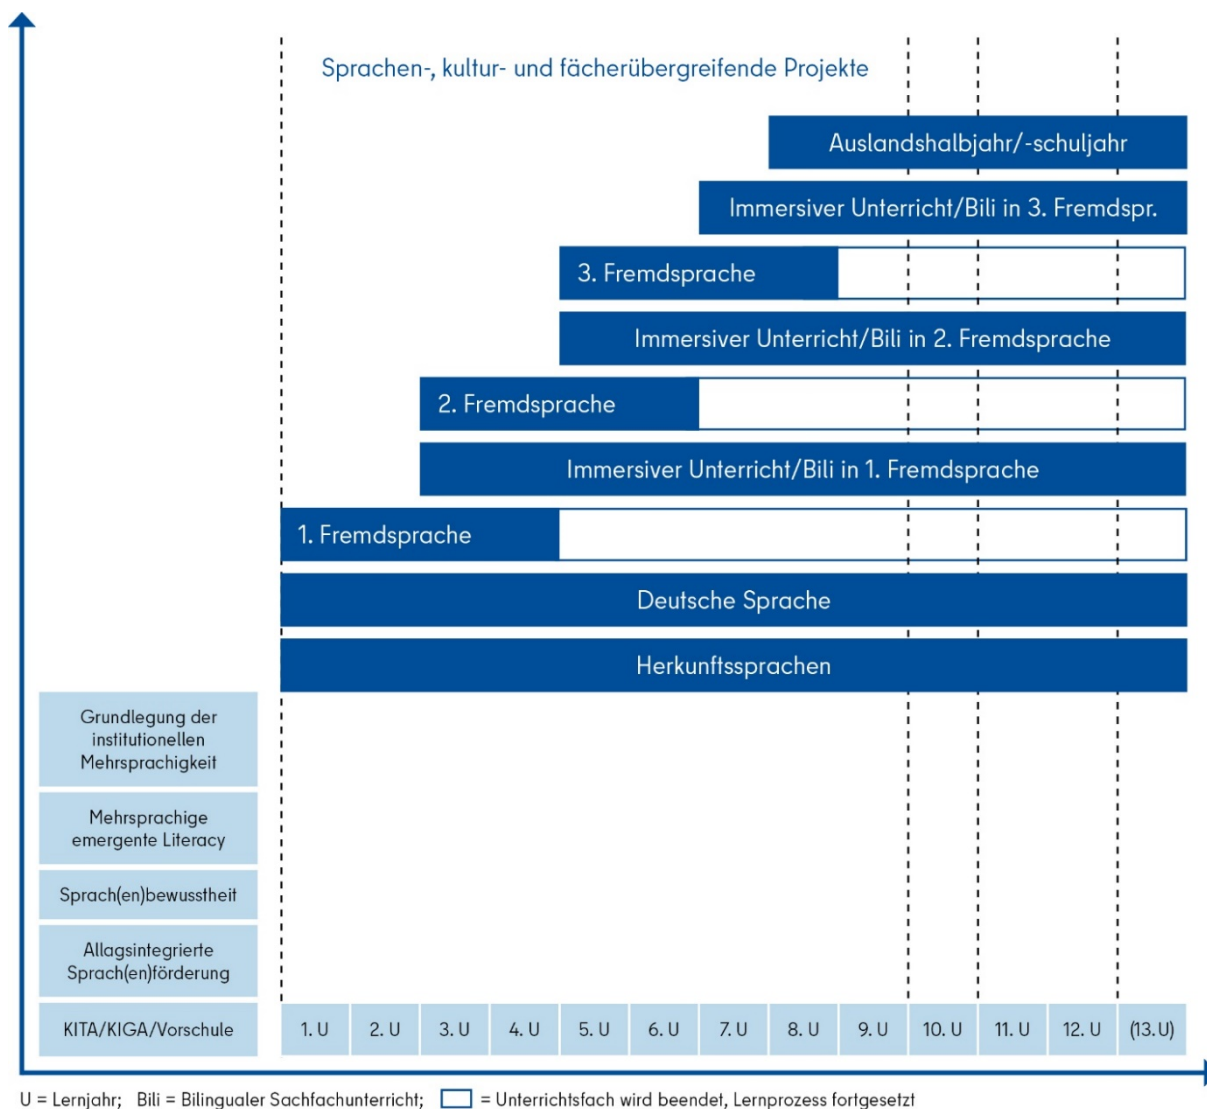 Sprachen-, kultur- und fächerübergreifende Projekte
Auslandshalbjahr/-schuljahr
Immersiver Unterricht/Bili in 3. Fremdspr.
3. Fremdsprache
Immersiver Unterricht/Bili in 2. Fremdsprache
2. Fremdsprache
Immersiver Unterricht/Bili in 1. Fremdsprache
1. Fremdsprache
Deutsche Sprache
Herkunftssprachen
Grundlegung der
institutionellen
Mehrsprachigkeit
Mehrsprachige
emergente Literacy
Sprach(en)bewusstheit
Allagsintegrierte
Sprach(en)förderung
KITA/KIGA/Vorschule 1. U 2. U 3. U 4. U 5. U 6. U 7. U 8. U 9. U 10. U 11. U 12. U (13.U)
U = Lernjahr; Bili = Bilingualer Sachfachunterricht; = Unterrichtsfach wird beendet, Lernprozess fortgesetzt